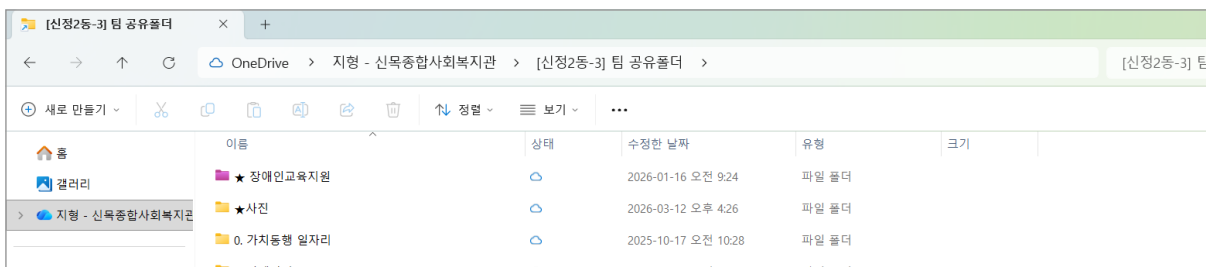 [신정2동-3] 팀 공유폴더
OneDrive > 지형 - 신목종합사회복지관 > [신정2동-3] 팀 공유폴더 > [신정2동-3] 팀
새로 만들기 정렬 보기
이름 상태 수정한 날짜 유형 크기
홈
★ 장애인교육지원 2026-01-16 오전 9:24 파일 폴더
갤러리
★사진 2026-03-12 오후 4:26 파일 폴더
지형 - 신목종합사회복지관
0. 가치동행 일자리 2025-10-17 오전 10:28 파일 폴더